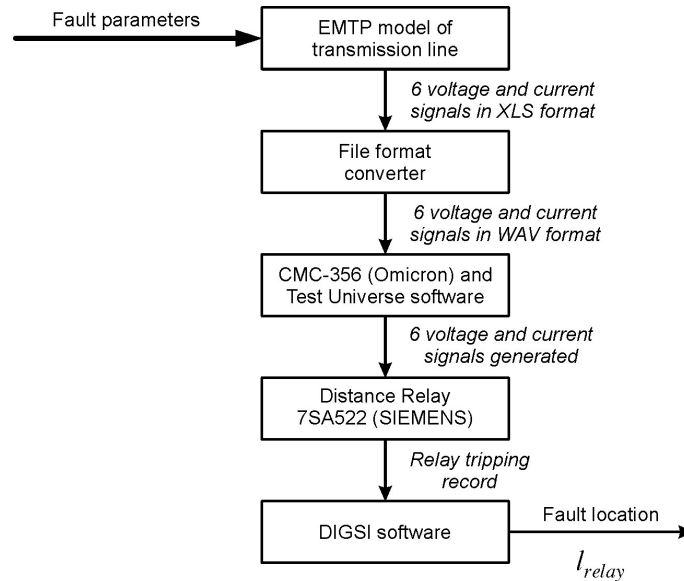 Fault parameters
EMTP model of
transmission line
6 voltage and current
signals in XLS format
File format
converter
6 voltage and current
signals in WAV format
CMC-356 (Omicron) and
Test Universe software
6 voltage and current
signals generated
Distance Relay
7SA522 (SIEMENS)
Relay tripping
record
DIGSI software
Fault location
l_relay